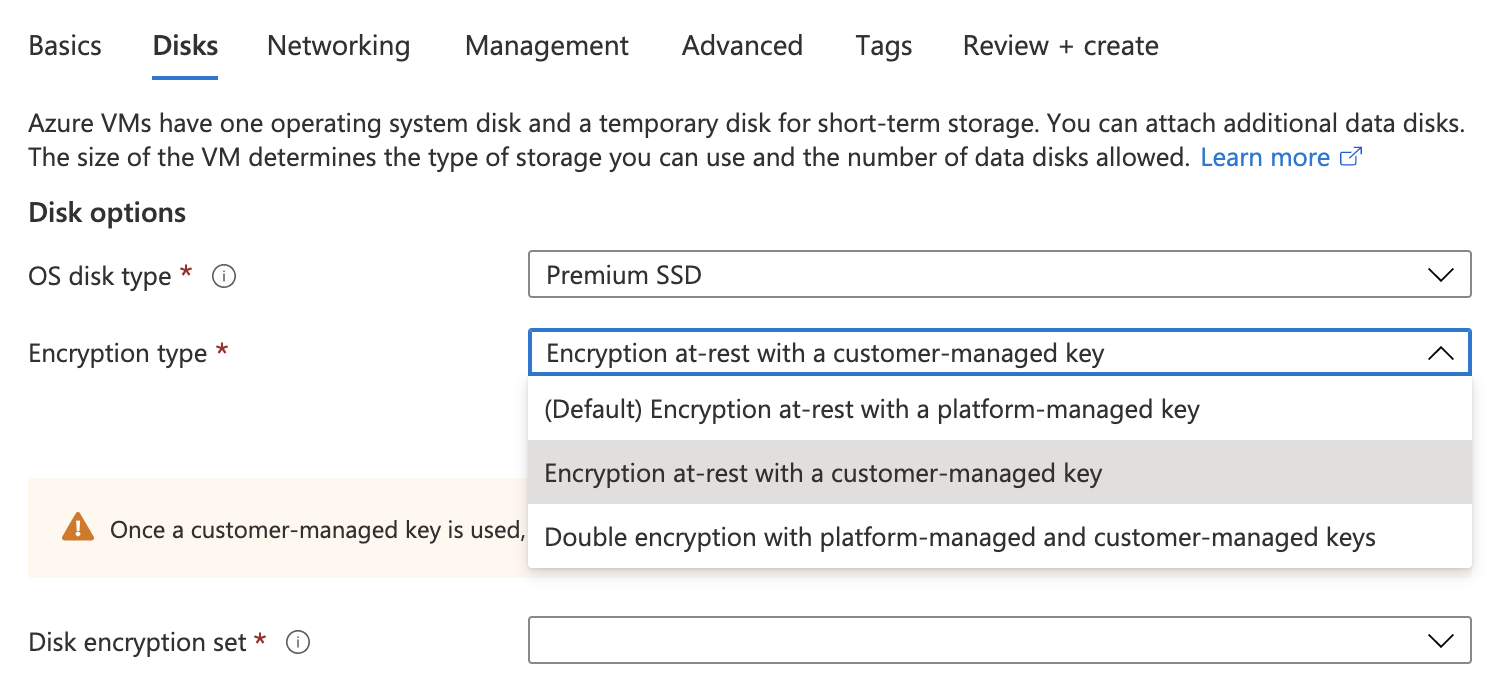 Basics Disks Networking Management Advanced Tags Review + create
Azure VMs have one operating system disk and a temporary disk for short-term storage. You can attach additional data disks.
The size of the VM determines the type of storage you can use and the number of data disks allowed. Learn more
Disk options
OS disk type *
Premium SSD
Encryption type *
Encryption at-rest with a customer-managed key
(Default) Encryption at-rest with a platform-managed key
Encryption at-rest with a customer-managed key
Double encryption with platform-managed and customer-managed keys
Once a customer-managed key is used,
Disk encryption set *